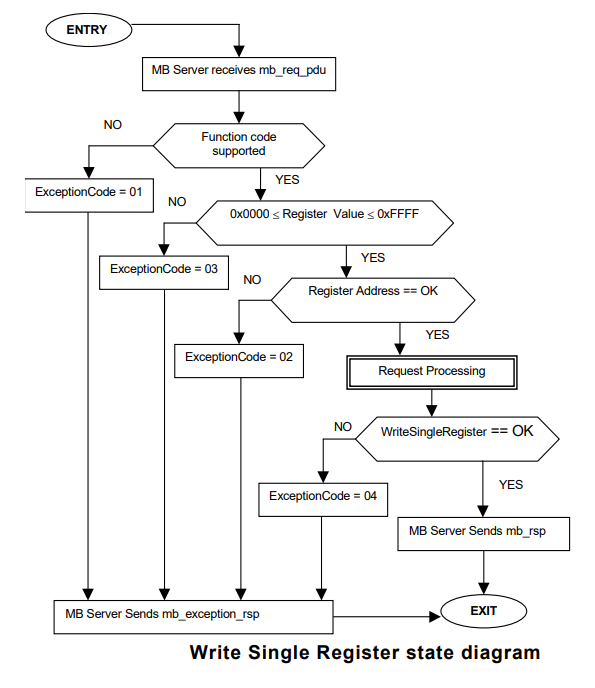 ENTRY
MB Server receives mb_req_pdu
NO
Function code
supported
YES
ExceptionCode = 01
NO
0x0000 ≤ Register Value ≤ 0xFFFF
YES
ExceptionCode = 03
NO
Register Address == OK
YES
ExceptionCode = 02
Request Processing
NO
WriteSingleRegister == OK
YES
ExceptionCode = 04
MB Server Sends mb_rsp
MB Server Sends mb_exception_rsp
EXIT
Write Single Register state diagram